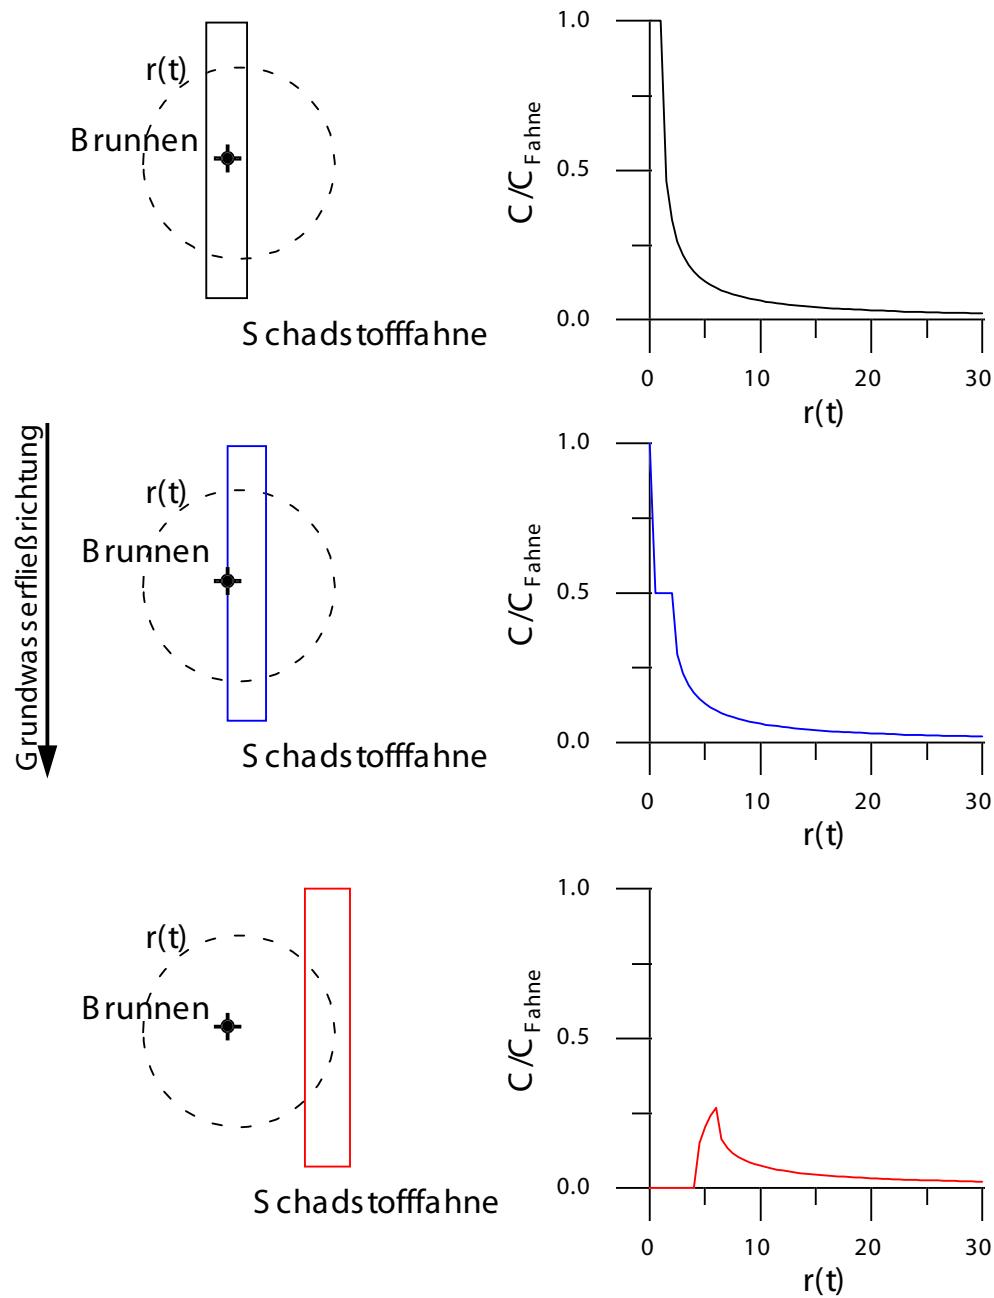 r(t)
Brunnen
Schadstofffahne
C/C Fahne
1.0
0.5
0.0
0 10 20 30
r(t)
Grundwasserfließrichtung
r(t)
Brunnen
Schadstofffahne
C/C Fahne
1.0
0.5
0.0
0 10 20 30
r(t)
r(t)
Brunnen
Schadstofffahne
C/C Fahne
1.0
0.5
0.0
0 10 20 30
r(t)